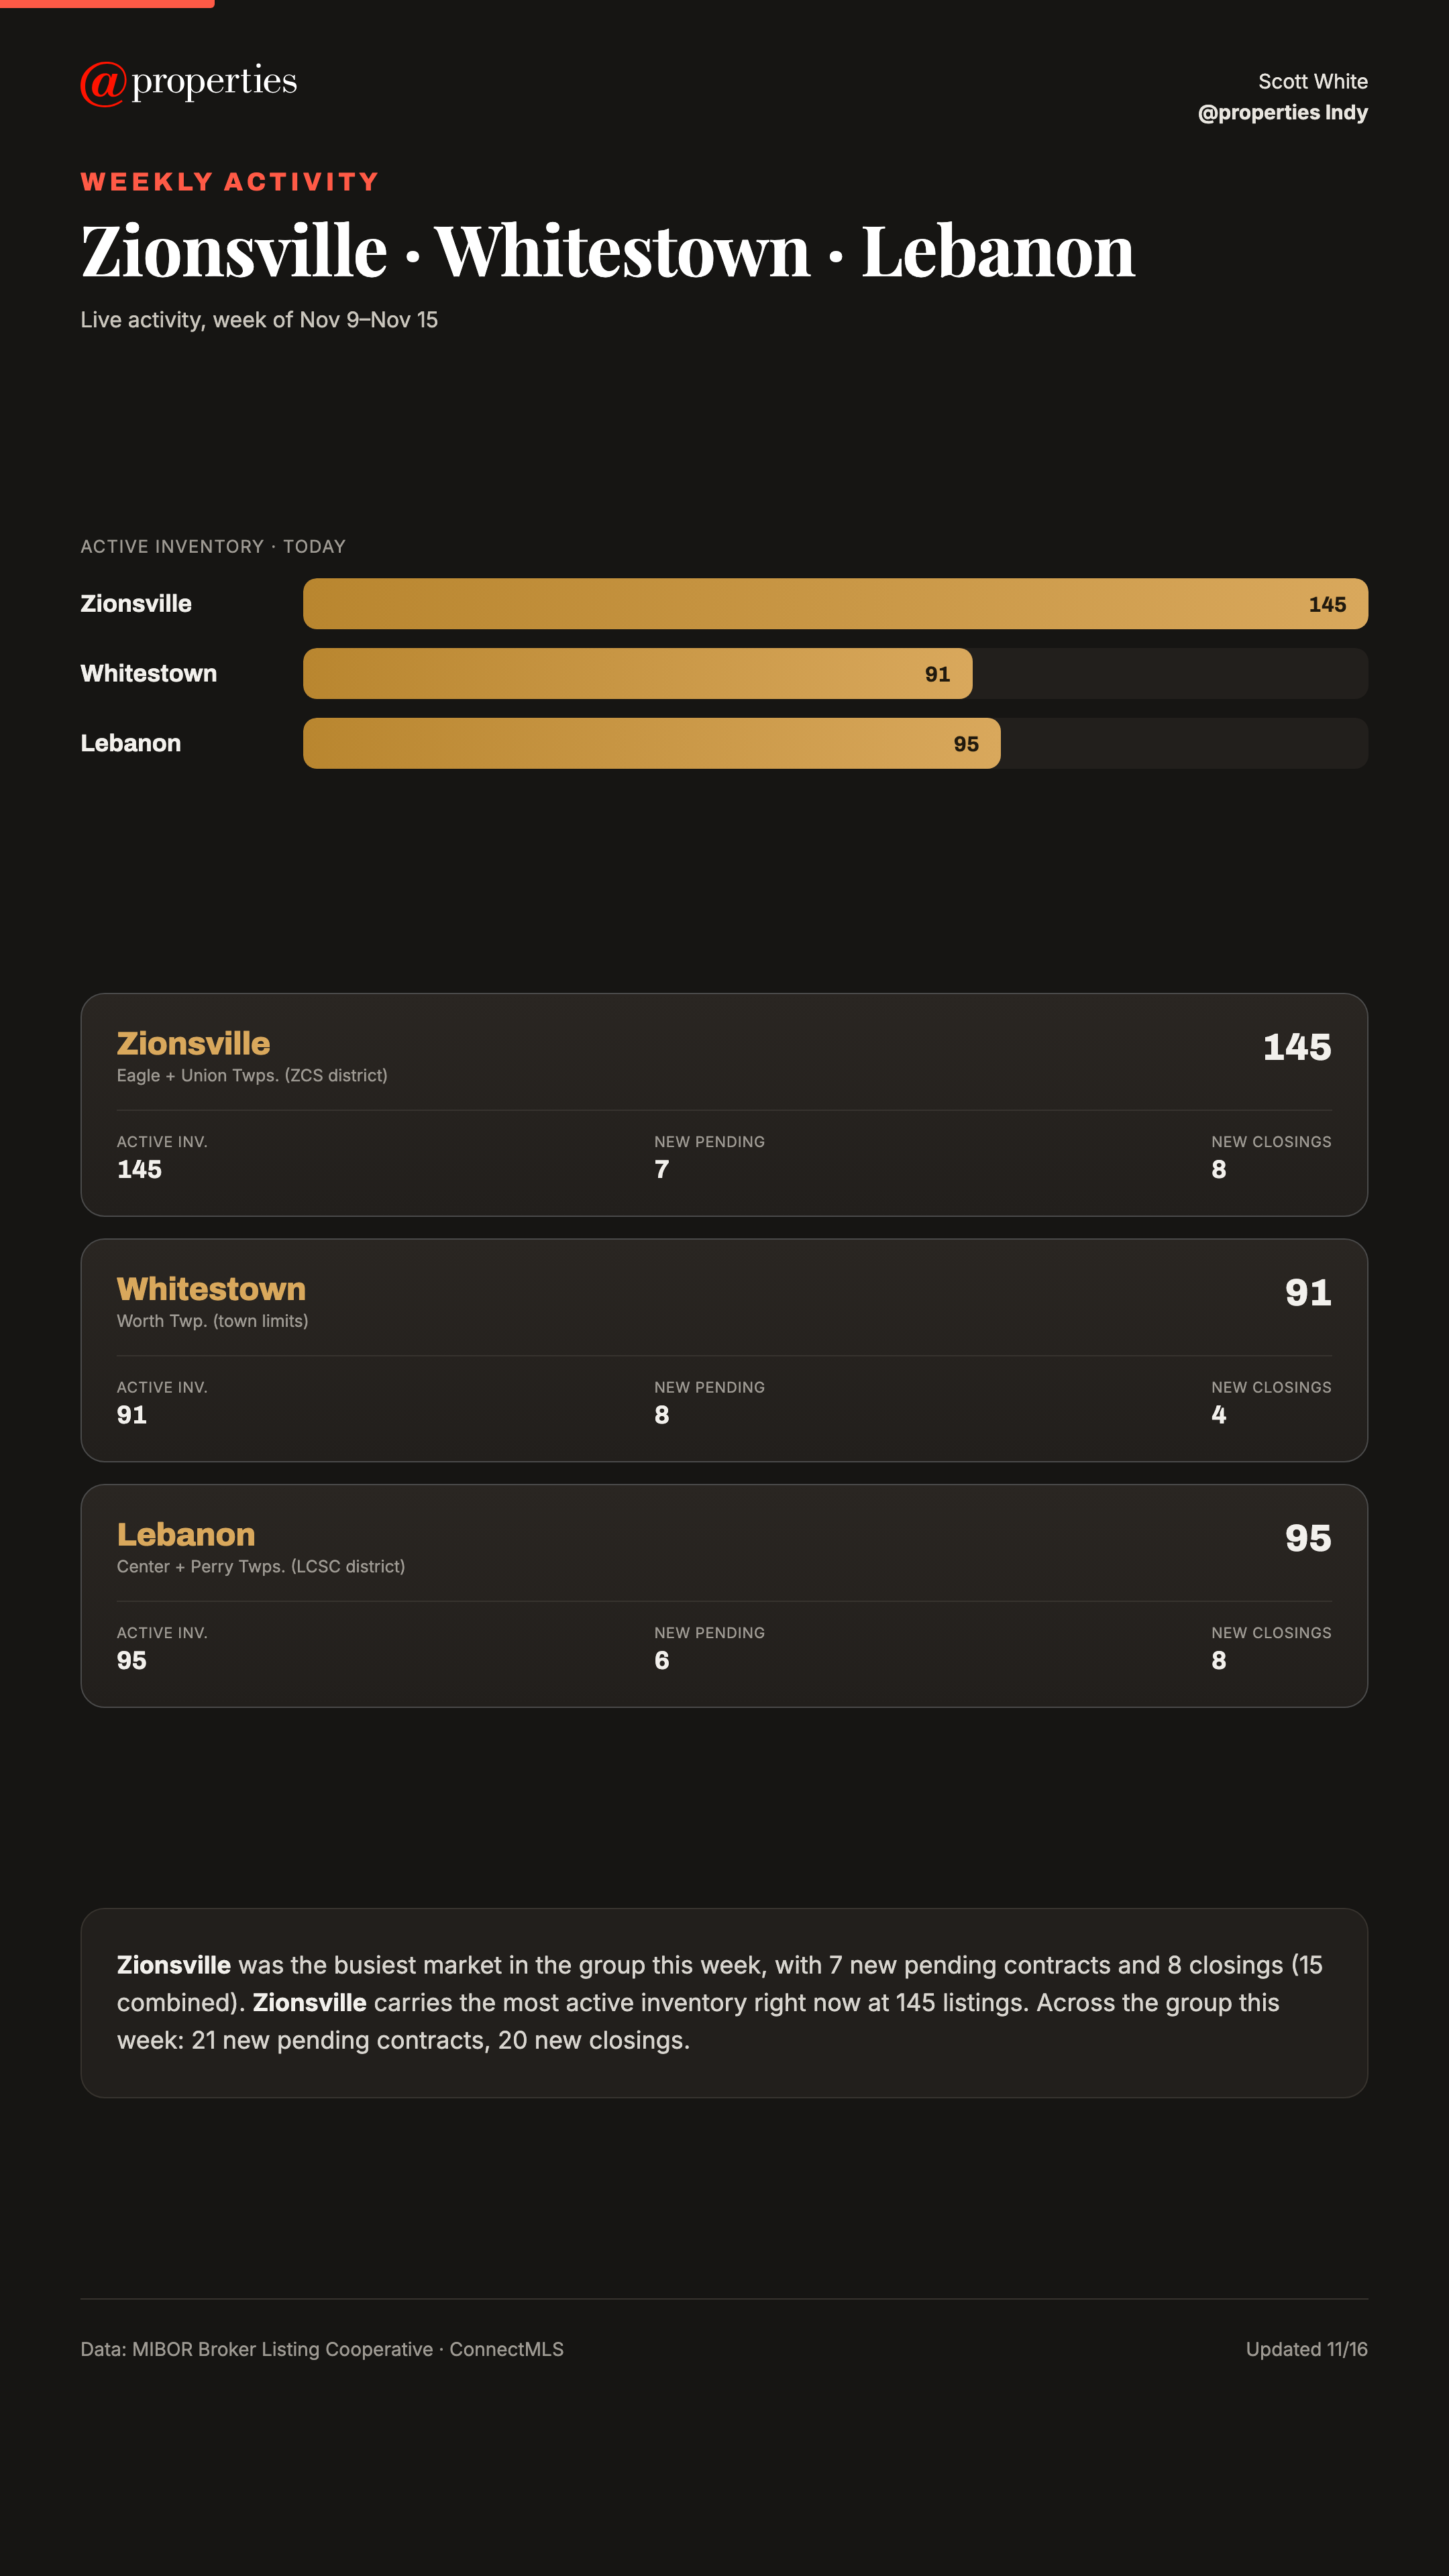 @properties
Scott White
@properties Indy
WEEKLY ACTIVITY
Zionsville · Whitestown · Lebanon
Live activity, week of Nov 9–Nov 15
ACTIVE INVENTORY · TODAY
Zionsville 145
Whitestown 91
Lebanon 95
Zionsville 145
Eagle + Union Twps. (ZCS district)
ACTIVE INV. NEW PENDING NEW CLOSINGS
145 7 8
Whitestown 91
Worth Twp. (town limits)
ACTIVE INV. NEW PENDING NEW CLOSINGS
91 8 4
Lebanon 95
Center + Perry Twps. (LCSC district)
ACTIVE INV. NEW PENDING NEW CLOSINGS
95 6 8
Zionsville was the busiest market in the group this week, with 7 new pending contracts and 8 closings (15
combined). Zionsville carries the most active inventory right now at 145 listings. Across the group this
week: 21 new pending contracts, 20 new closings.
Data: MIBOR Broker Listing Cooperative · ConnectMLS
Updated 11/16